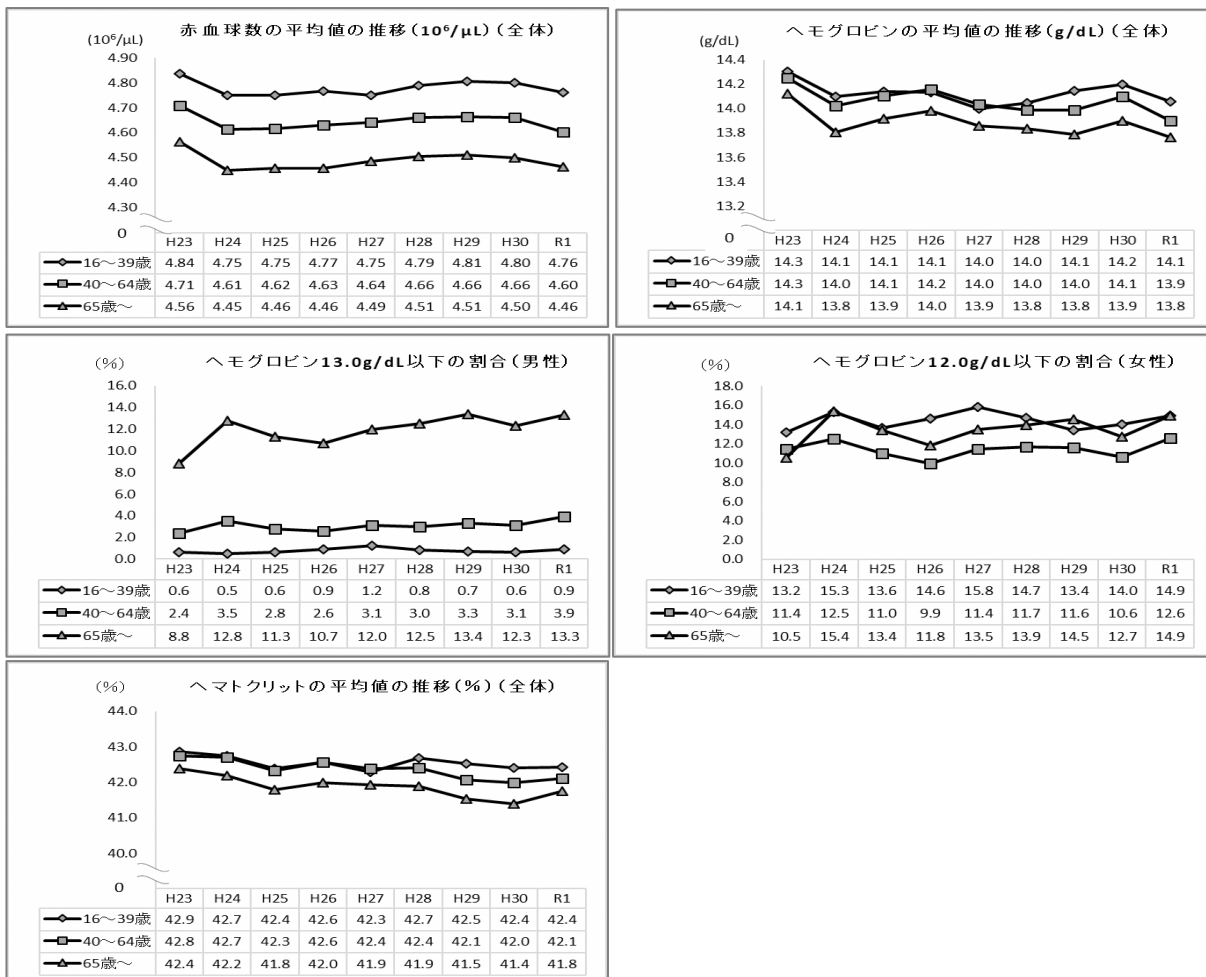 赤血球数の平均値の推移(10⁶/μL)(全体)
(10⁶/μL)
4.90
4.80
4.70
4.60
4.50
4.40
4.30
0
H23 H24 H25 H26 H27 H28 H29 H30 R1
16～39歳 4.84 4.75 4.75 4.77 4.75 4.79 4.81 4.80 4.76
40～64歳 4.71 4.61 4.62 4.63 4.64 4.66 4.66 4.66 4.60
65歳～ 4.56 4.45 4.46 4.46 4.49 4.51 4.51 4.50 4.46
ヘモグロビンの平均値の推移(g/dL)(全体)
(g/dL)
14.4
14.2
14.0
13.8
13.6
13.4
13.2
0
H23 H24 H25 H26 H27 H28 H29 H30 R1
16～39歳 14.3 14.1 14.1 14.1 14.0 14.0 14.1 14.2 14.1
40～64歳 14.3 14.0 14.1 14.2 14.0 14.0 14.0 14.1 13.9
65歳～ 14.1 13.8 13.9 14.0 13.9 13.8 13.8 13.9 13.8
ヘモグロビン13.0g/dL以下の割合(男性)
(%)
16.0
14.0
12.0
10.0
8.0
6.0
4.0
2.0
0.0
H23 H24 H25 H26 H27 H28 H29 H30 R1
16～39歳 0.6 0.5 0.6 0.9 1.2 0.8 0.7 0.6 0.9
40～64歳 2.4 3.5 2.8 2.6 3.1 3.0 3.3 3.1 3.9
65歳～ 8.8 12.8 11.3 10.7 12.0 12.5 13.4 12.3 13.3
ヘモグロビン12.0g/dL以下の割合(女性)
(%)
18.0
16.0
14.0
12.0
10.0
8.0
6.0
4.0
2.0
0.0
H23 H24 H25 H26 H27 H28 H29 H30 R1
16～39歳 13.2 15.3 13.6 14.6 15.8 14.7 13.4 14.0 14.9
40～64歳 11.4 12.5 11.0 9.9 11.4 11.7 11.6 10.6 12.6
65歳～ 10.5 15.4 13.4 11.8 13.5 13.9 14.5 12.7 14.9
ヘマトクリットの平均値の推移(%)(全体)
(%)
44.0
43.0
42.0
41.0
40.0
0
H23 H24 H25 H26 H27 H28 H29 H30 R1
16～39歳 42.9 42.7 42.4 42.6 42.3 42.7 42.5 42.4 42.4
40～64歳 42.8 42.7 42.3 42.6 42.4 42.4 42.1 42.0 42.1
65歳～ 42.4 42.2 41.8 42.0 41.9 41.9 41.5 41.4 41.8